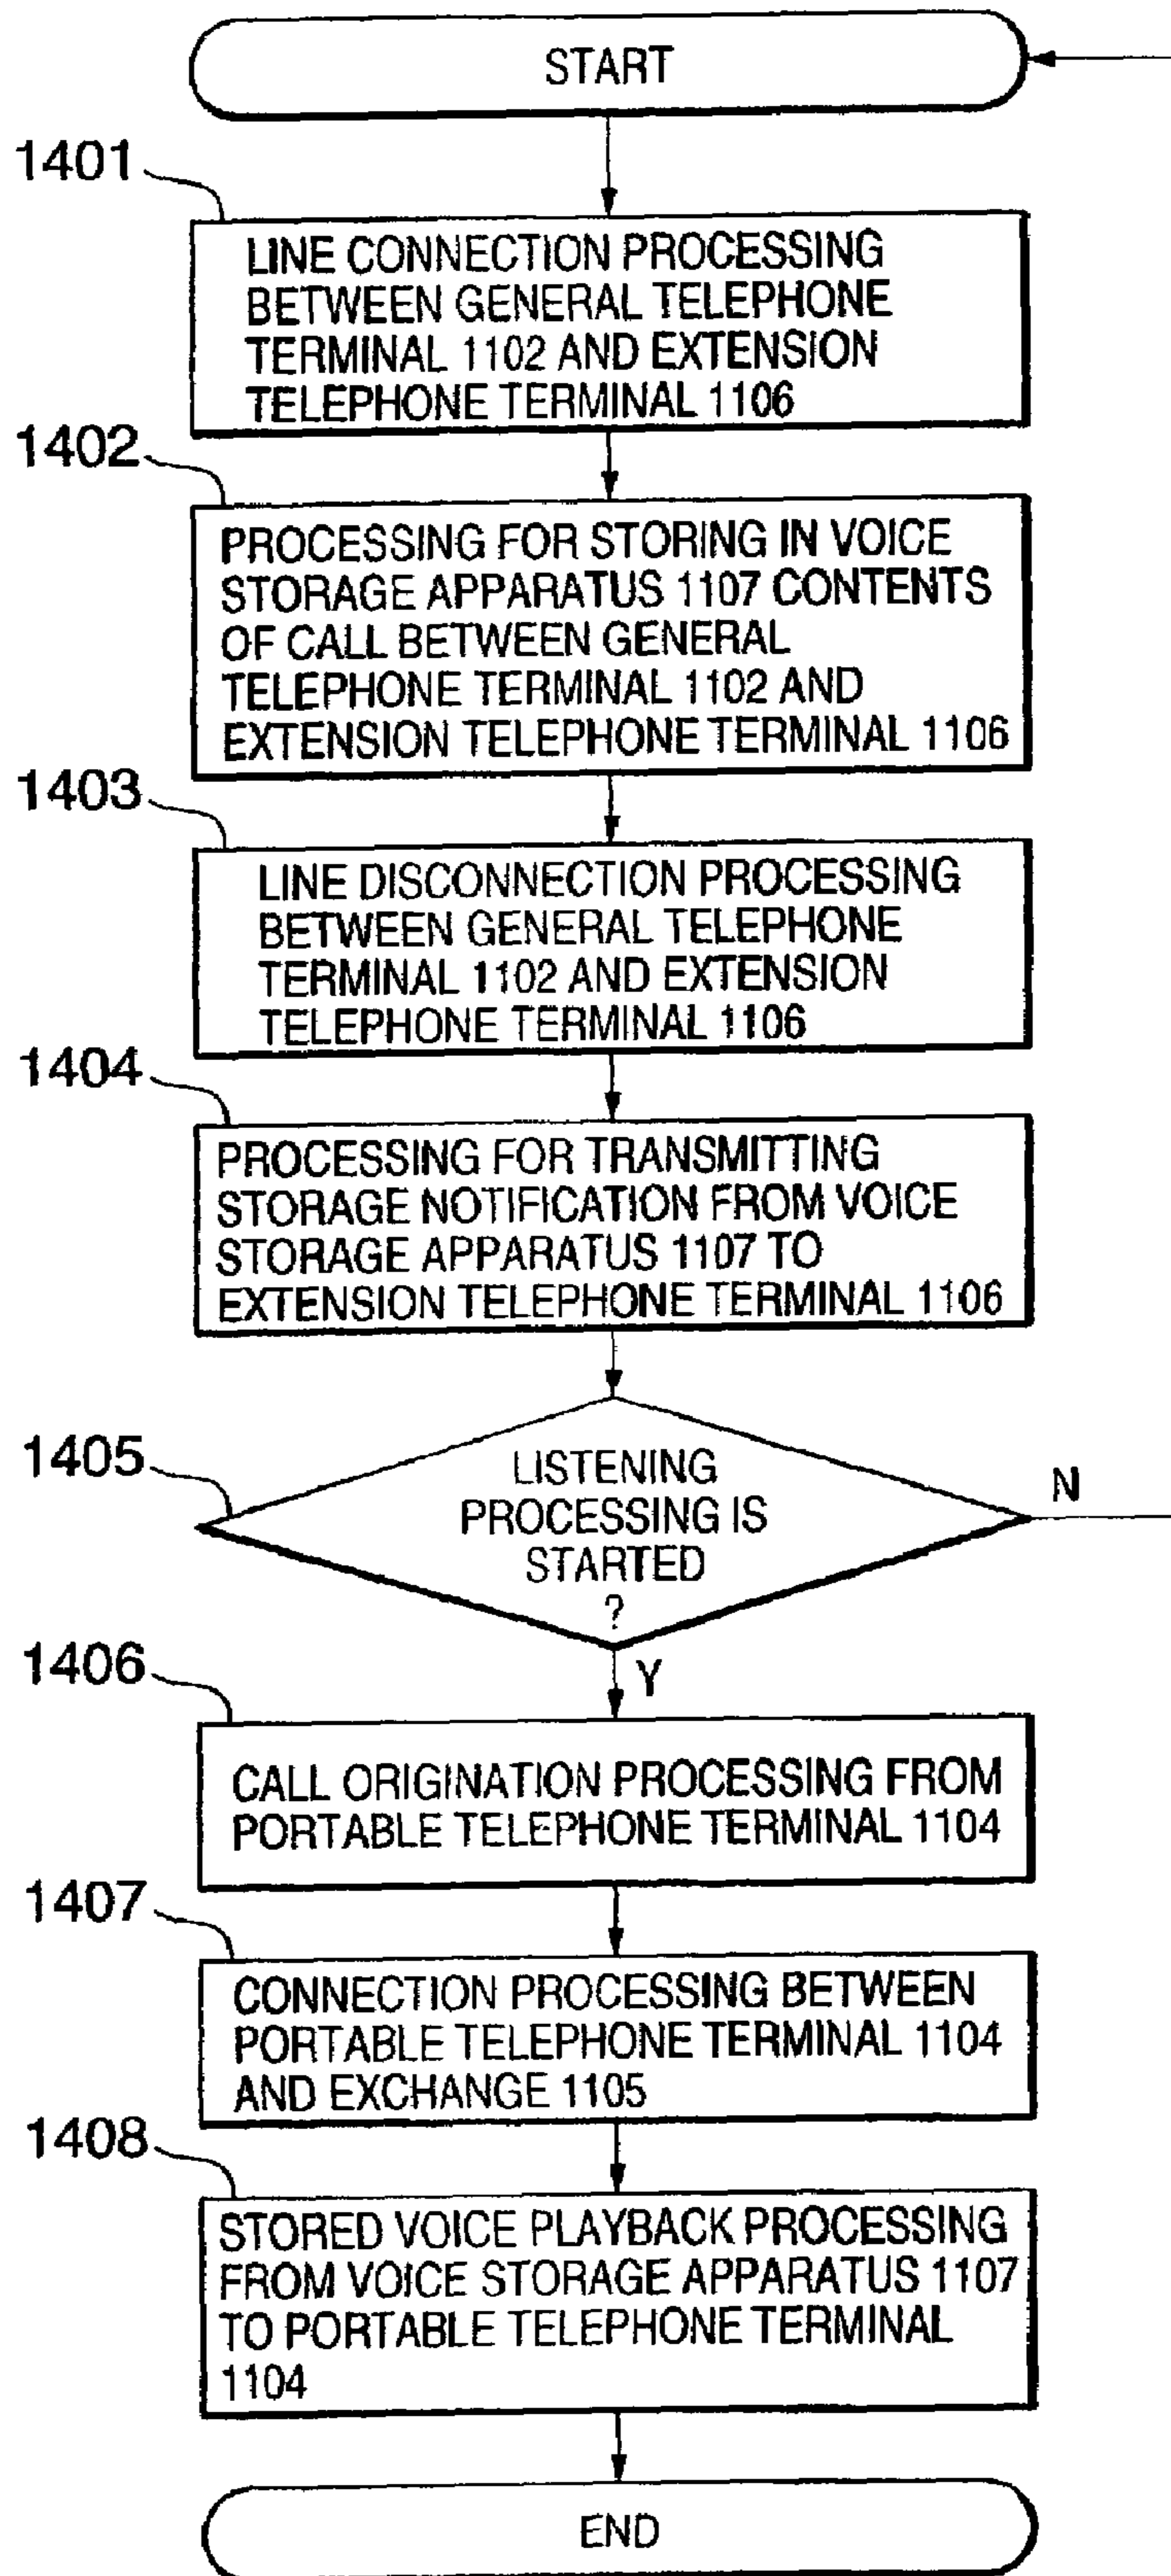 START
1401
LINE CONNECTION PROCESSING
BETWEEN GENERAL TELEPHONE
TERMINAL 1102 AND EXTENSION
TELEPHONE TERMINAL 1106
1402
PROCESSING FOR STORING IN VOICE
STORAGE APPARATUS 1107 CONTENTS
OF CALL BETWEEN GENERAL
TELEPHONE TERMINAL 1102 AND
EXTENSION TELEPHONE TERMINAL 1106
1403
LINE DISCONNECTION PROCESSING
BETWEEN GENERAL TELEPHONE
TERMINAL 1102 AND EXTENSION
TELEPHONE TERMINAL 1106
1404
PROCESSING FOR TRANSMITTING
STORAGE NOTIFICATION FROM VOICE
STORAGE APPARATUS 1107 TO
EXTENSION TELEPHONE TERMINAL 1106
1405
LISTENING
PROCESSING IS
STARTED
?
N
Y
1406
CALL ORIGINATION PROCESSING FROM
PORTABLE TELEPHONE TERMINAL 1104
1407
CONNECTION PROCESSING BETWEEN
PORTABLE TELEPHONE TERMINAL 1104
AND EXCHANGE 1105
1408
STORED VOICE PLAYBACK PROCESSING
FROM VOICE STORAGE APPARATUS 1107
TO PORTABLE TELEPHONE TERMINAL
1104
END